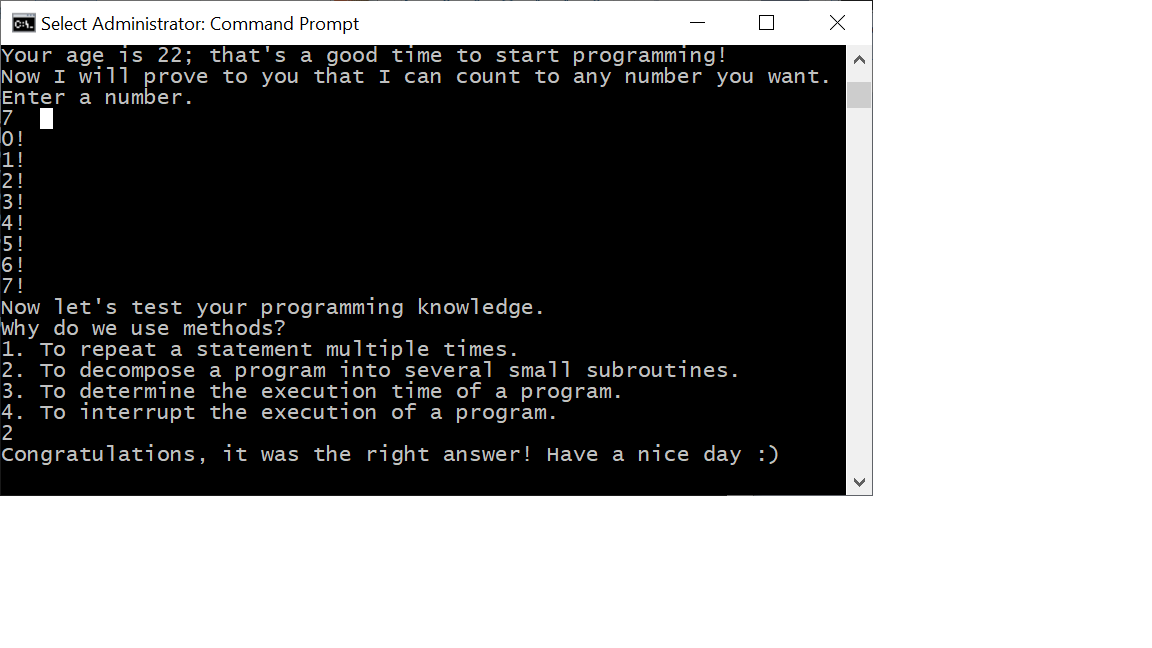 Select Administrator: Command Prompt
Your age is 22; that's a good time to start programming!
Now I will prove to you that I can count to any number you want.
Enter a number.
7
0!
1!
2!
3!
4!
5!
6!
7!
Now let's test your programming knowledge.
Why do we use methods?
1. To repeat a statement multiple times.
2. To decompose a program into several small subroutines.
3. To determine the execution time of a program.
4. To interrupt the execution of a program.
2
Congratulations, it was the right answer! Have a nice day :)